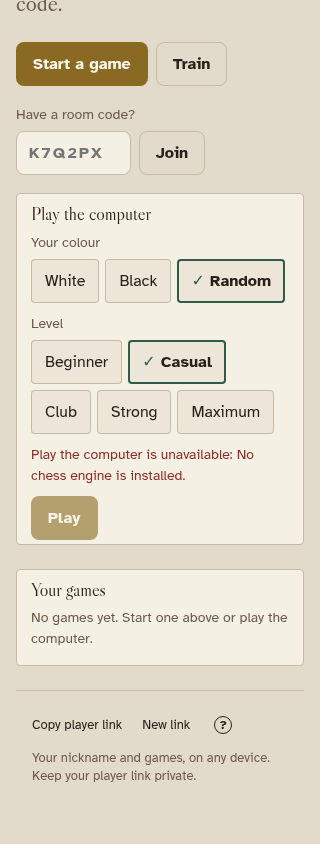 code.
Start a game
Train
Have a room code?
K7Q2PX
Join
Play the computer
Your colour
White
Black
✓ Random
Level
Beginner
✓ Casual
Club
Strong
Maximum
Play the computer is unavailable: No
chess engine is installed.
Play
Your games
No games yet. Start one above or play the
computer.
Copy player link
New link
?
Your nickname and games, on any device.
Keep your player link private.